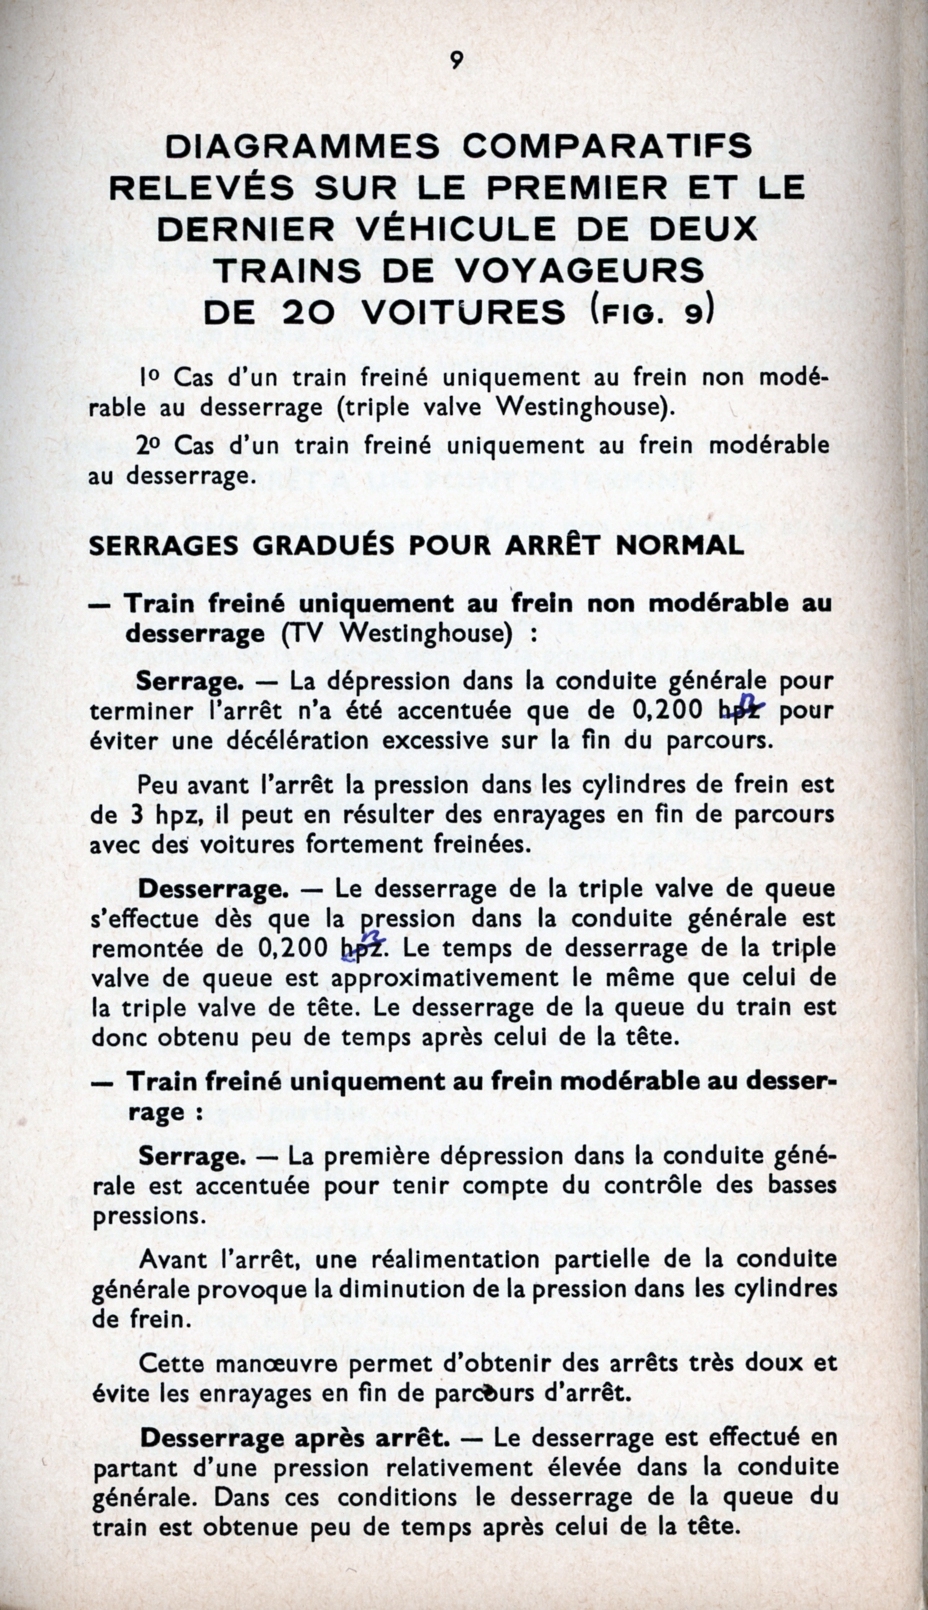 9
DIAGRAMMES COMPARATIFS
RELEVÉS SUR LE PREMIER ET LE
DERNIER VÉHICULE DE DEUX
TRAINS DE VOYAGEURS
DE 20 VOITURES (FIG. 9)
1º Cas d'un train freiné uniquement au frein non modé-
rable au desserrage (triple valve Westinghouse).
2º Cas d'un train freiné uniquement au frein modérable
au desserrage.
SERRAGES GRADUÉS POUR ARRÊT NORMAL
— Train freiné uniquement au frein non modérable au
desserrage (TV Westinghouse) :
Serrage. — La dépression dans la conduite générale pour
terminer l'arrêt n'a été accentuée que de 0,200 hpz pour
éviter une décélération excessive sur la fin du parcours.
Peu avant l'arrêt la pression dans les cylindres de frein est
de 3 hpz, il peut en résulter des enrayages en fin de parcours
avec des voitures fortement freinées.
Desserrage. — Le desserrage de la triple valve de queue
s'effectue dès que la pression dans la conduite générale est
remontée de 0,200 hpz. Le temps de desserrage de la triple
valve de queue est approximativement le même que celui de
la triple valve de tête. Le desserrage de la queue du train est
donc obtenu peu de temps après celui de la tête.
— Train freiné uniquement au frein modérable au desser-
rage :
Serrage. — La première dépression dans la conduite géné-
rale est accentuée pour tenir compte du contrôle des basses
pressions.
Avant l'arrêt, une réalimentation partielle de la conduite
générale provoque la diminution de la pression dans les cylindres
de frein.
Cette manœuvre permet d'obtenir des arrêts très doux et
évite les enrayages en fin de parcours d'arrêt.
Desserrage après arrêt. — Le desserrage est effectué en
partant d'une pression relativement élevée dans la conduite
générale. Dans ces conditions le desserrage de la queue du
train est obtenue peu de temps après celui de la tête.